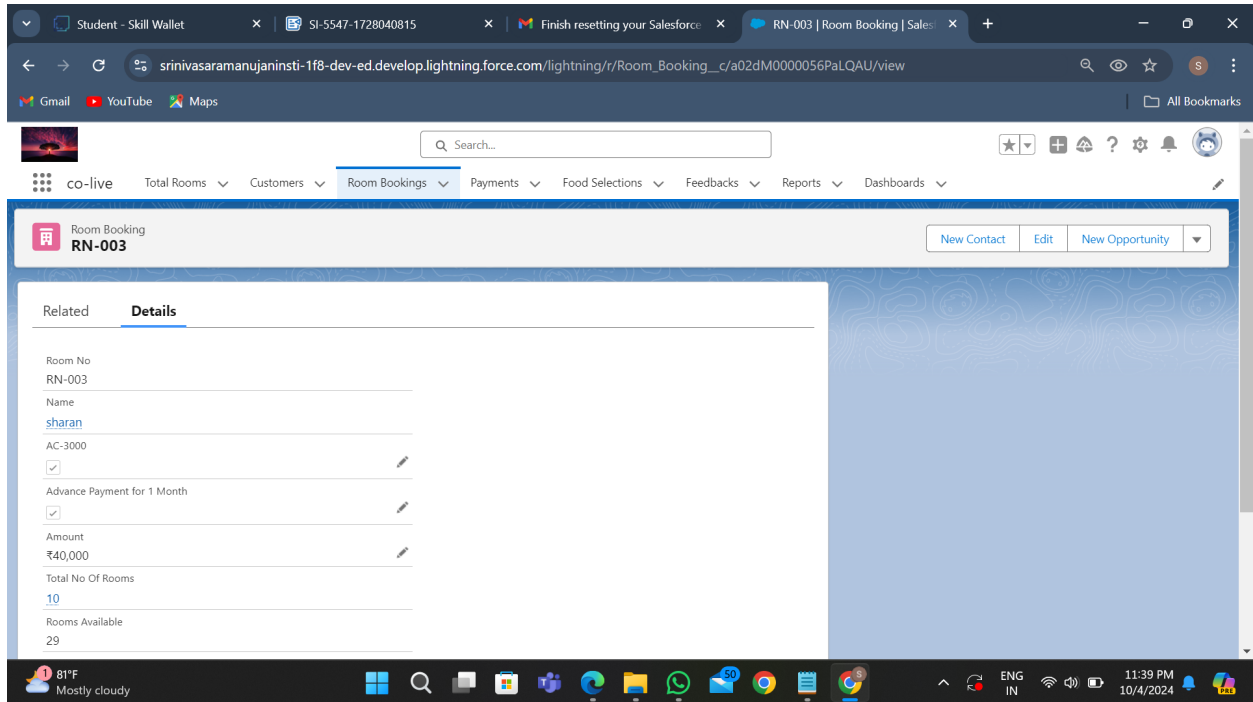 Student - Skill Wallet
SI-5547-1728040815
Finish resetting your Salesforce
RN-003 | Room Booking | Sales
srinivasaramanujaninsti-1f8-dev-ed.develop.lightning.force.com/lightning/r/Room_Booking__c/a02dM0000056PaLQAU/view
S
Gmail YouTube Maps All Bookmarks
Search...
co-live Total Rooms Customers Room Bookings Payments Food Selections Feedbacks Reports Dashboards
Room Booking
RN-003
New Contact Edit New Opportunity
Related Details
Room No
RN-003
Name
sharan
AC-3000
Advance Payment for 1 Month
Amount
₹40,000
Total No Of Rooms
10
Rooms Available
29
1 81°F
Mostly cloudy
50
S
ENG
IN
11:39 PM
10/4/2024
PRE